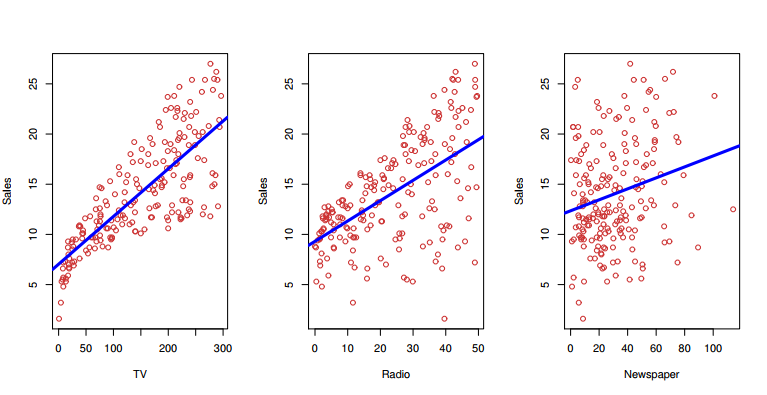 Sales
5 10 15 20 25
0 50 100 200 300
TV
Sales
5 10 15 20 25
0 10 20 30 40 50
Radio
Sales
5 10 15 20 25
0 20 40 60 80 100
Newspaper